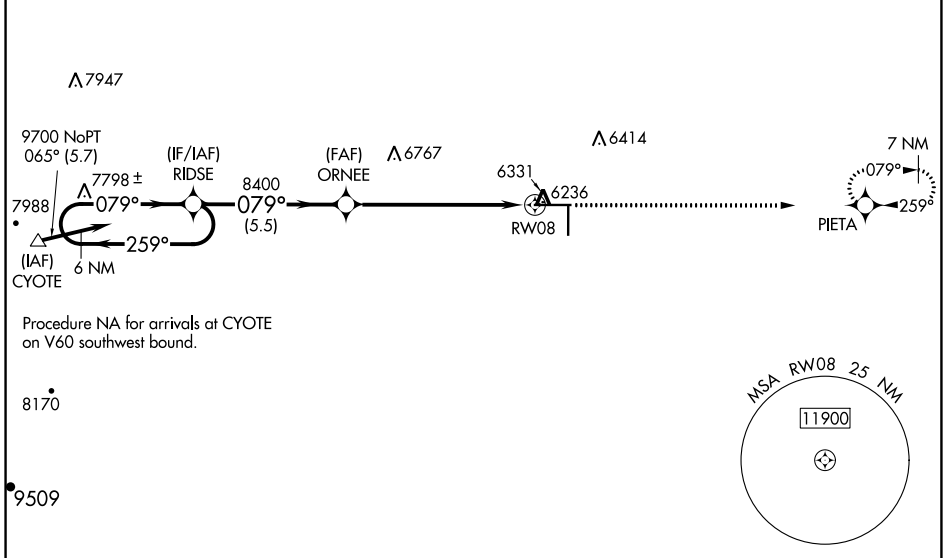 7947
9700 NoPT
065° (5.7)
7798 ±
7988
079°
259°
6 NM
(IAF)
CYOTE
(IF/IAF)
RIDSE
8400
079°
(5.5)
(FAF)
ORNEE
6767
6331
6236
RW08
6414
7 NM
079°
259°
PIETA
Procedure NA for arrivals at CYOTE
on V60 southwest bound.
8170
9509
MSA RW08 25 NM
11900